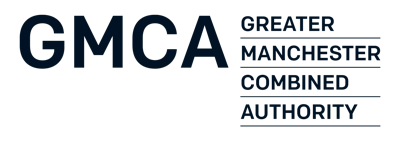 GMCA
GREATER
MANCHESTER
COMBINED
AUTHORITY